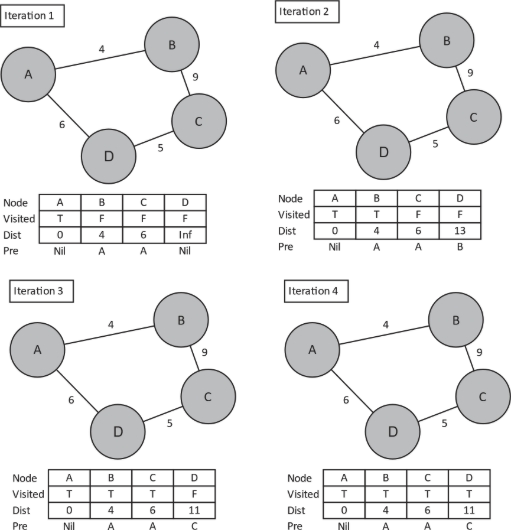 Iteration 1
A
B
C
D
4
9
6
5
Node A B C D
Visited T F F F
Dist 0 4 6 Inf
Pre Nil A A Nil
Iteration 2
A
B
C
D
4
9
6
5
Node A B C D
Visited T T F F
Dist 0 4 6 13
Pre Nil A A B
Iteration 3
A
B
C
D
4
9
6
5
Node A B C D
Visited T T T F
Dist 0 4 6 11
Pre Nil A A C
Iteration 4
A
B
C
D
4
9
6
5
Node A B C D
Visited T T T T
Dist 0 4 6 11
Pre Nil A A C